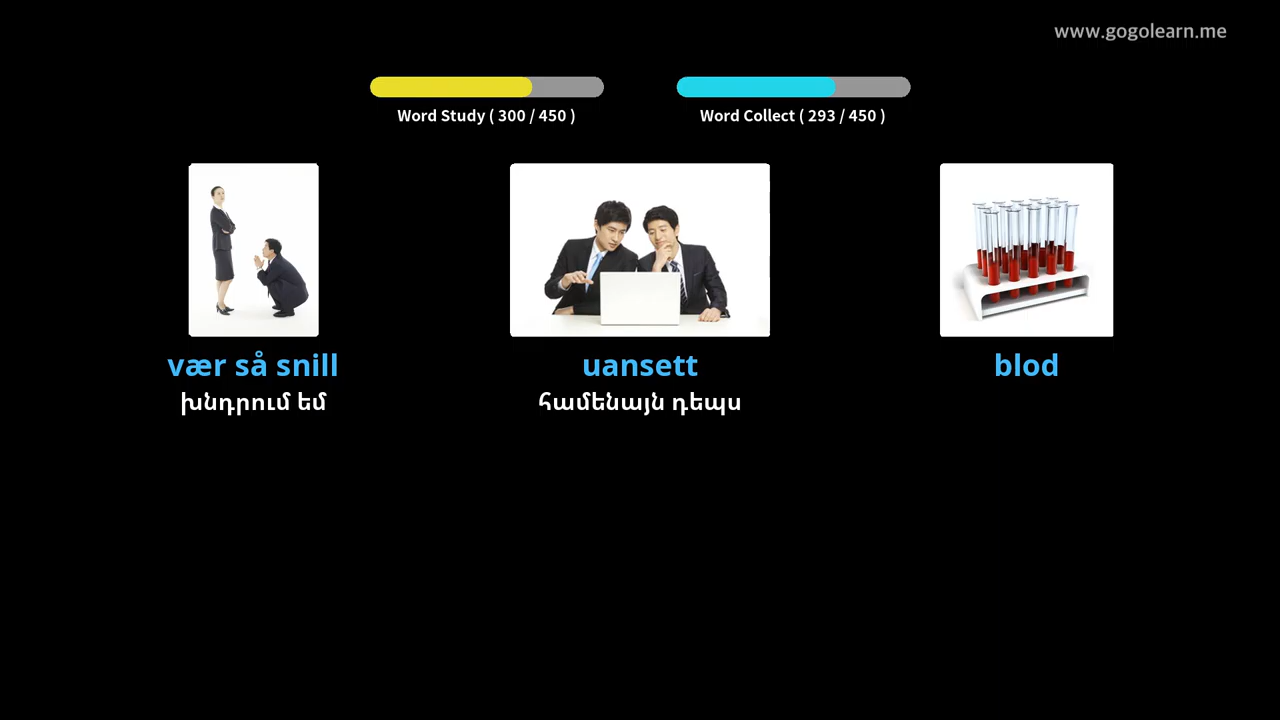 www.gogolearn.me
Word Study ( 300 / 450 )
Word Collect ( 293 / 450 )
vær så snill
խնդրում եմ
uansett
համենայն դեպս
blod